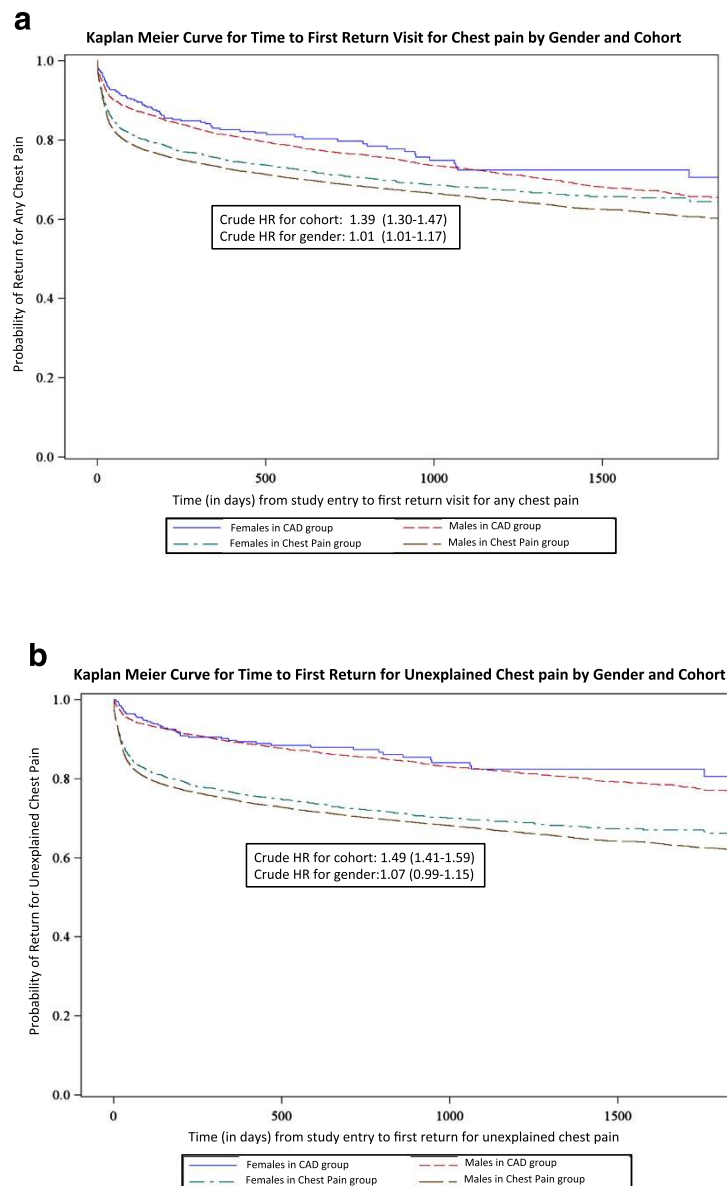 a
Kaplan Meier Curve for Time to First Return Visit for Chest pain by Gender and Cohort
Probability of Return for Any Chest Pain
1.0
0.8
0.6
0.4
0.2
0.0
Crude HR for cohort: 1.39 (1.30-1.47)
Crude HR for gender: 1.01 (1.01-1.17)
0 500 1000 1500
Time (in days) from study entry to first return visit for any chest pain
Females in CAD group Males in CAD group
Females in Chest Pain group Males in Chest Pain group
b
Kaplan Meier Curve for Time to First Return for Unexplained Chest pain by Gender and Cohort
Probability of Return for Unexplained Chest Pain
1.0
0.8
0.6
0.4
0.2
0.0
Crude HR for cohort: 1.49 (1.41-1.59)
Crude HR for gender:1.07 (0.99-1.15)
0 500 1000 1500
Time (in days) from study entry to first return for unexplained chest pain
Females in CAD group Males in CAD group
Females in Chest Pain group Males in Chest Pain group